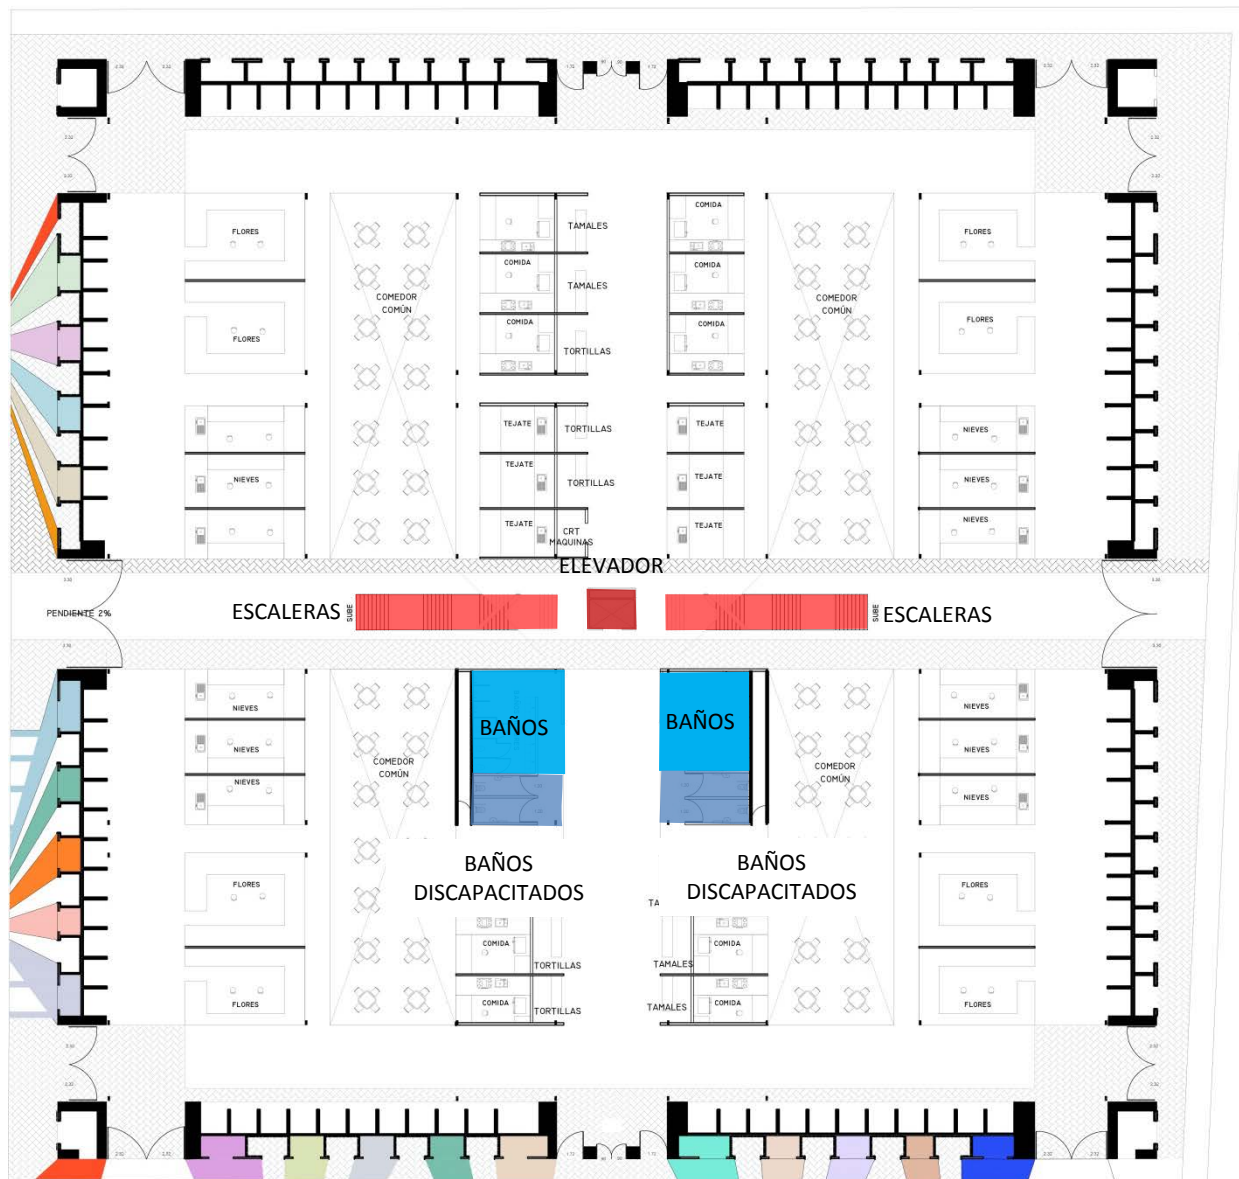 COMIDA
FLORES
TAMALES
FLORES
COMIDA
COMIDA
TAMALES
COMEDOR
COMÚN
COMEDOR
COMÚN
COMIDA
COMIDA
FLORES
FLORES
TORTILLAS
TEJATE
TORTILLAS
TEJATE
NIEVES
TEJATE
TEJATE
NIEVES
TORTILLAS
NIEVES
TEJATE
CRT
MAQUINAS
TEJATE
NIEVES
ELEVADOR
PENDIENTE 2%
ESCALERAS
SUBE
SUBE
ESCALERAS
NIEVES
BAÑOS
BAÑOS
NIEVES
NIEVES
NIEVES
COMEDOR
COMÚN
COMEDOR
COMÚN
NIEVES
NIEVES
BAÑOS
DISCAPACITADOS
BAÑOS
DISCAPACITADOS
FLORES
FLORES
TA
COMIDA
COMIDA
TORTILLAS
TAMALES
FLORES
COMIDA
TORTILLAS
TAMALES
COMIDA
FLORES